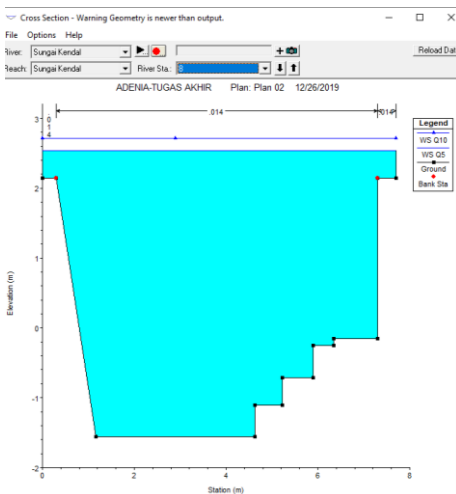 Cross Section - Warning Geometry is newer than output.
File Options Help
River: Sungai Kendal
Reload Dat
Reach: Sungai Kendal River Sta.: 8
ADENIA-TUGAS AKHIR Plan: Plan 02 12/26/2019
.014 .014 .014
Legend
WS Q10
WS Q5
Ground
Bank Sta
Elevation (m)
3
2
1
0
-1
-2
0 2 4 6 8
Station (m)